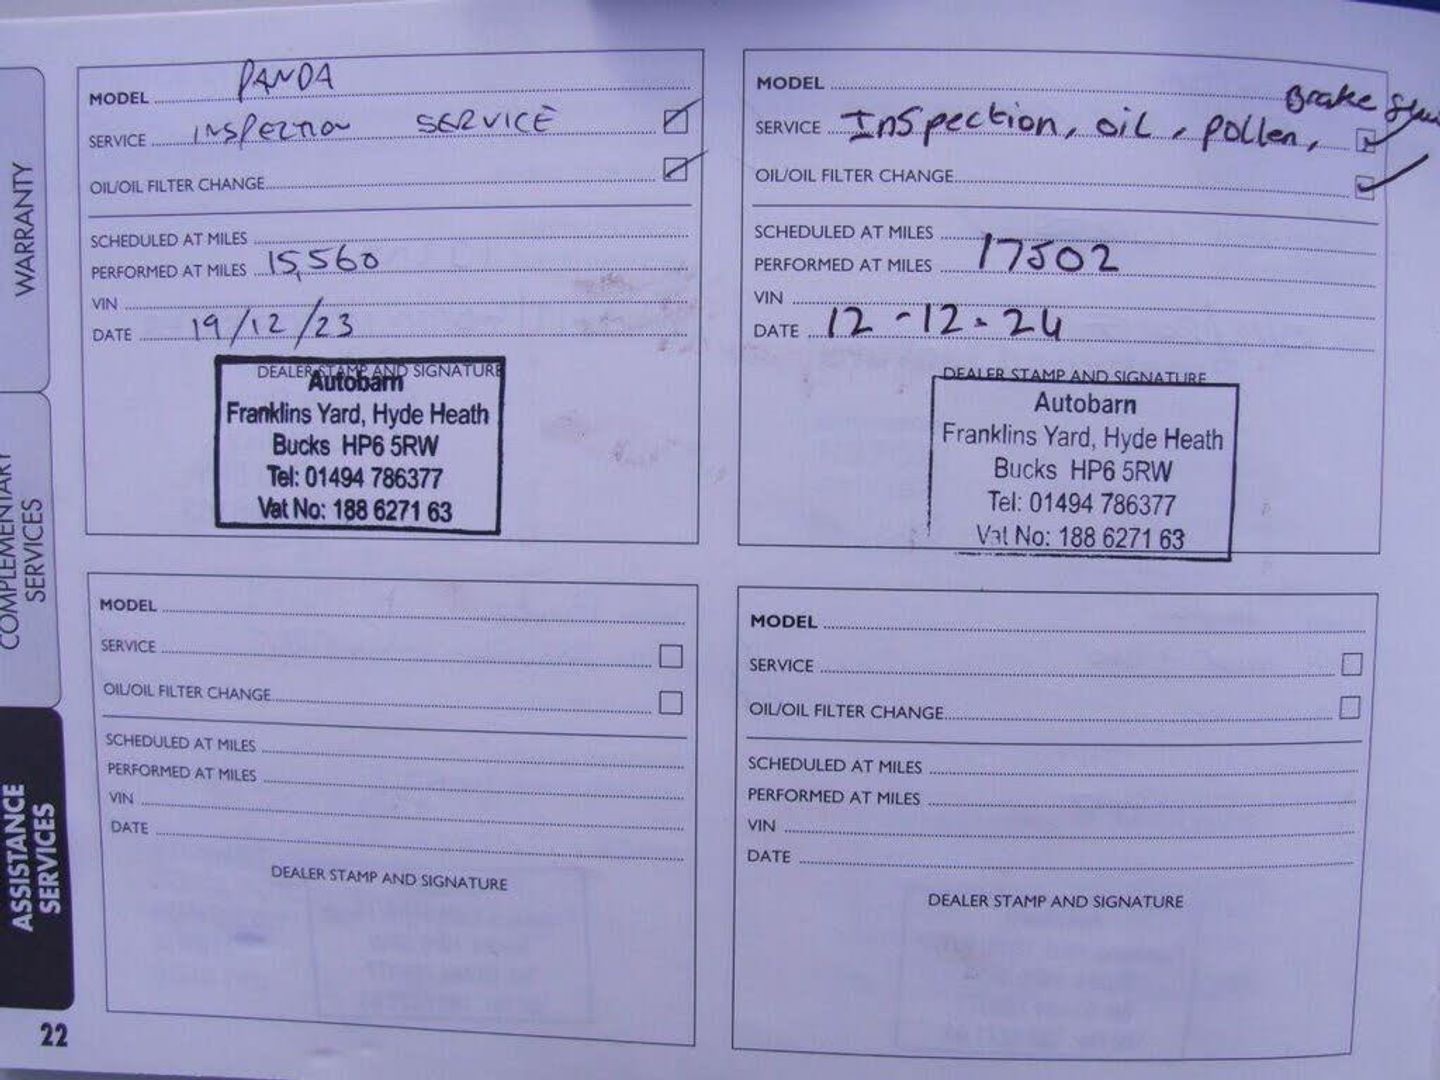 WARRANTY
COMPLEMENTARY
SERVICES
ASSISTANCE
SERVICES
MODEL PANDA
SERVICE INSPECTION SERVICE
OIL/OIL FILTER CHANGE
SCHEDULED AT MILES
PERFORMED AT MILES 15,560
VIN
DATE 19/12/23
DEALER STAMP AND SIGNATURE
Autobarn
Franklins Yard, Hyde Heath
Bucks HP6 5RW
Tel: 01494 786377
Vat No: 188 6271 63
MODEL
Brake
SERVICE Inspection, oil, pollen,
OIL/OIL FILTER CHANGE
SCHEDULED AT MILES
PERFORMED AT MILES 17502
VIN
DATE 12-12-24
DEALER STAMP AND SIGNATURE
Autobarn
Franklins Yard, Hyde Heath
Bucks HP6 5RW
Tel: 01494 786377
Vat No: 188 6271 63
MODEL
SERVICE
OIL/OIL FILTER CHANGE
SCHEDULED AT MILES
PERFORMED AT MILES
VIN
DATE
DEALER STAMP AND SIGNATURE
MODEL
SERVICE
OIL/OIL FILTER CHANGE
SCHEDULED AT MILES
PERFORMED AT MILES
VIN
DATE
DEALER STAMP AND SIGNATURE
22